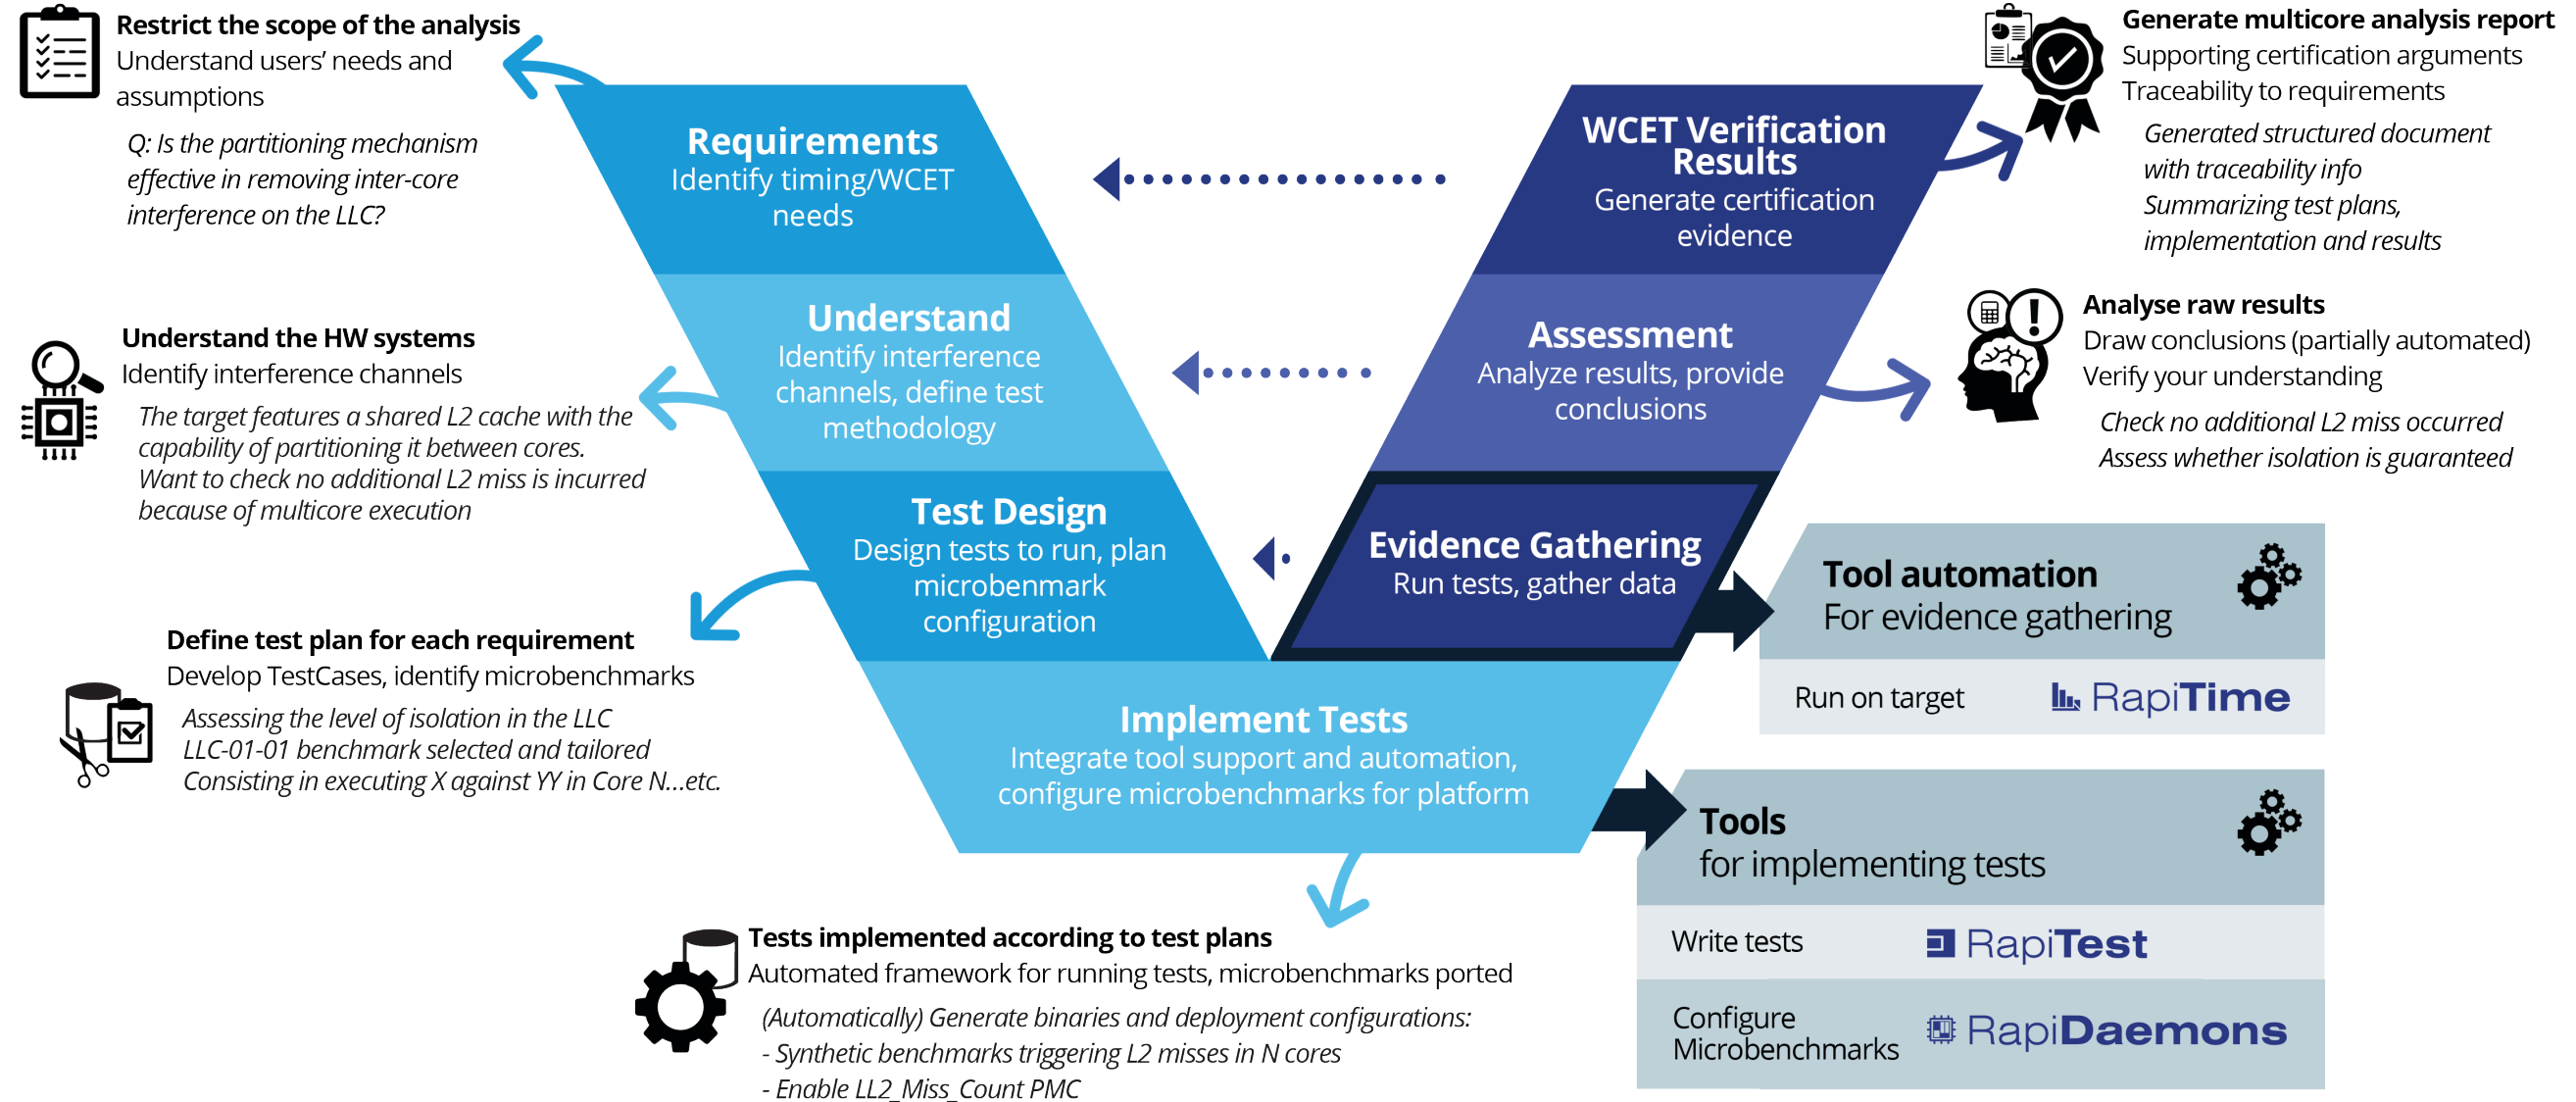 Restrict the scope of the analysis
Understand users’ needs and
assumptions
Q: Is the partitioning mechanism
effective in removing inter-core
interference on the LLC?
Understand the HW systems
Identify interference channels
The target features a shared L2 cache with the
capability of partitioning it between cores.
Want to check no additional L2 miss is incurred
because of multicore execution
Define test plan for each requirement
Develop TestCases, identify microbenchmarks
Assessing the level of isolation in the LLC
LLC-01-01 benchmark selected and tailored
Consisting in executing X against YY in Core N...etc.
Requirements
Identify timing/WCET
needs
Understand
Identify interference
channels, define test
methodology
Test Design
Design tests to run, plan
microbenmark
configuration
Implement Tests
Integrate tool support and automation,
configure microbenchmarks for platform
Tests implemented according to test plans
Automated framework for running tests, microbenchmarks ported
(Automatically) Generate binaries and deployment configurations:
- Synthetic benchmarks triggering L2 misses in N cores
- Enable LL2_Miss_Count PMC
WCET Verification
Results
Generate certification
evidence
Assessment
Analyze results, provide
conclusions
Evidence Gathering
Run tests, gather data
Generate multicore analysis report
Supporting certification arguments
Traceability to requirements
Generated structured document
with traceability info
Summarizing test plans,
implementation and results
Analyse raw results
Draw conclusions (partially automated)
Verify your understanding
Check no additional L2 miss occurred
Assess whether isolation is guaranteed
Tool automation
For evidence gathering
Run on target
RapiTime
Tools
for implementing tests
Write tests
RapiTest
Configure
Microbenchmarks
RapiDaemons